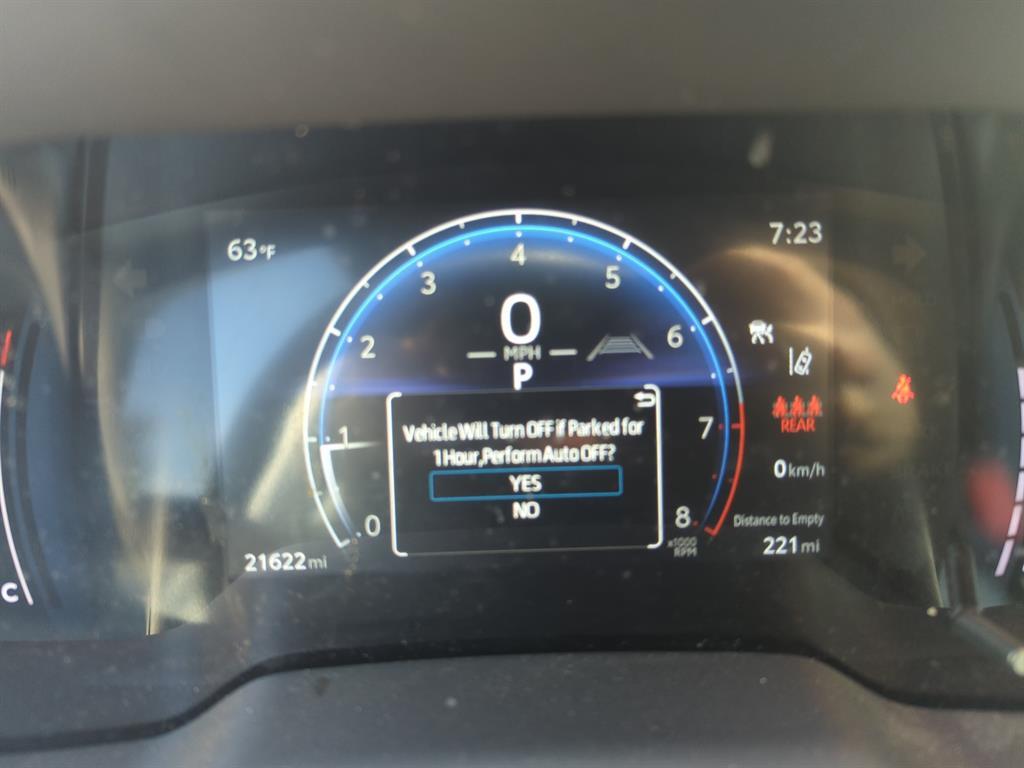 63°F
7:23
4
3
5
0
2
6
MPH
P
Vehicle Will Turn OFF if Parked for
1 Hour,Perform Auto OFF?
YES
NO
1
7
REAR
0km/h
0
8
x1000
RPM
Distance to Empty
21622mi
221mi
C